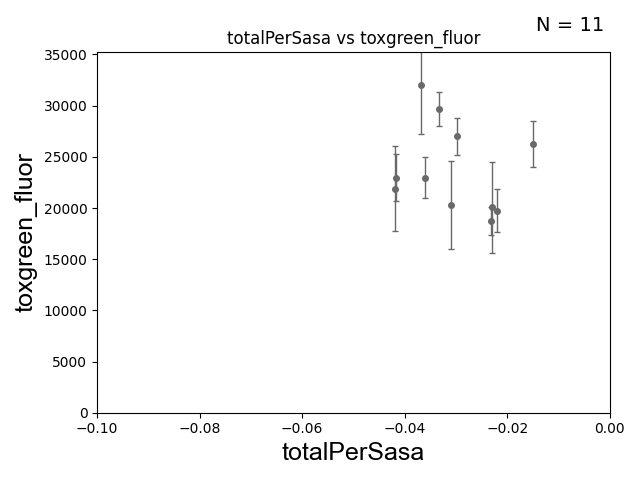 N = 11
totalPerSasa vs toxgreen_fluor
35000
30000
25000
20000
15000
10000
5000
0
toxgreen_fluor
−0.10 −0.08 −0.06 −0.04 −0.02 0.00
totalPerSasa